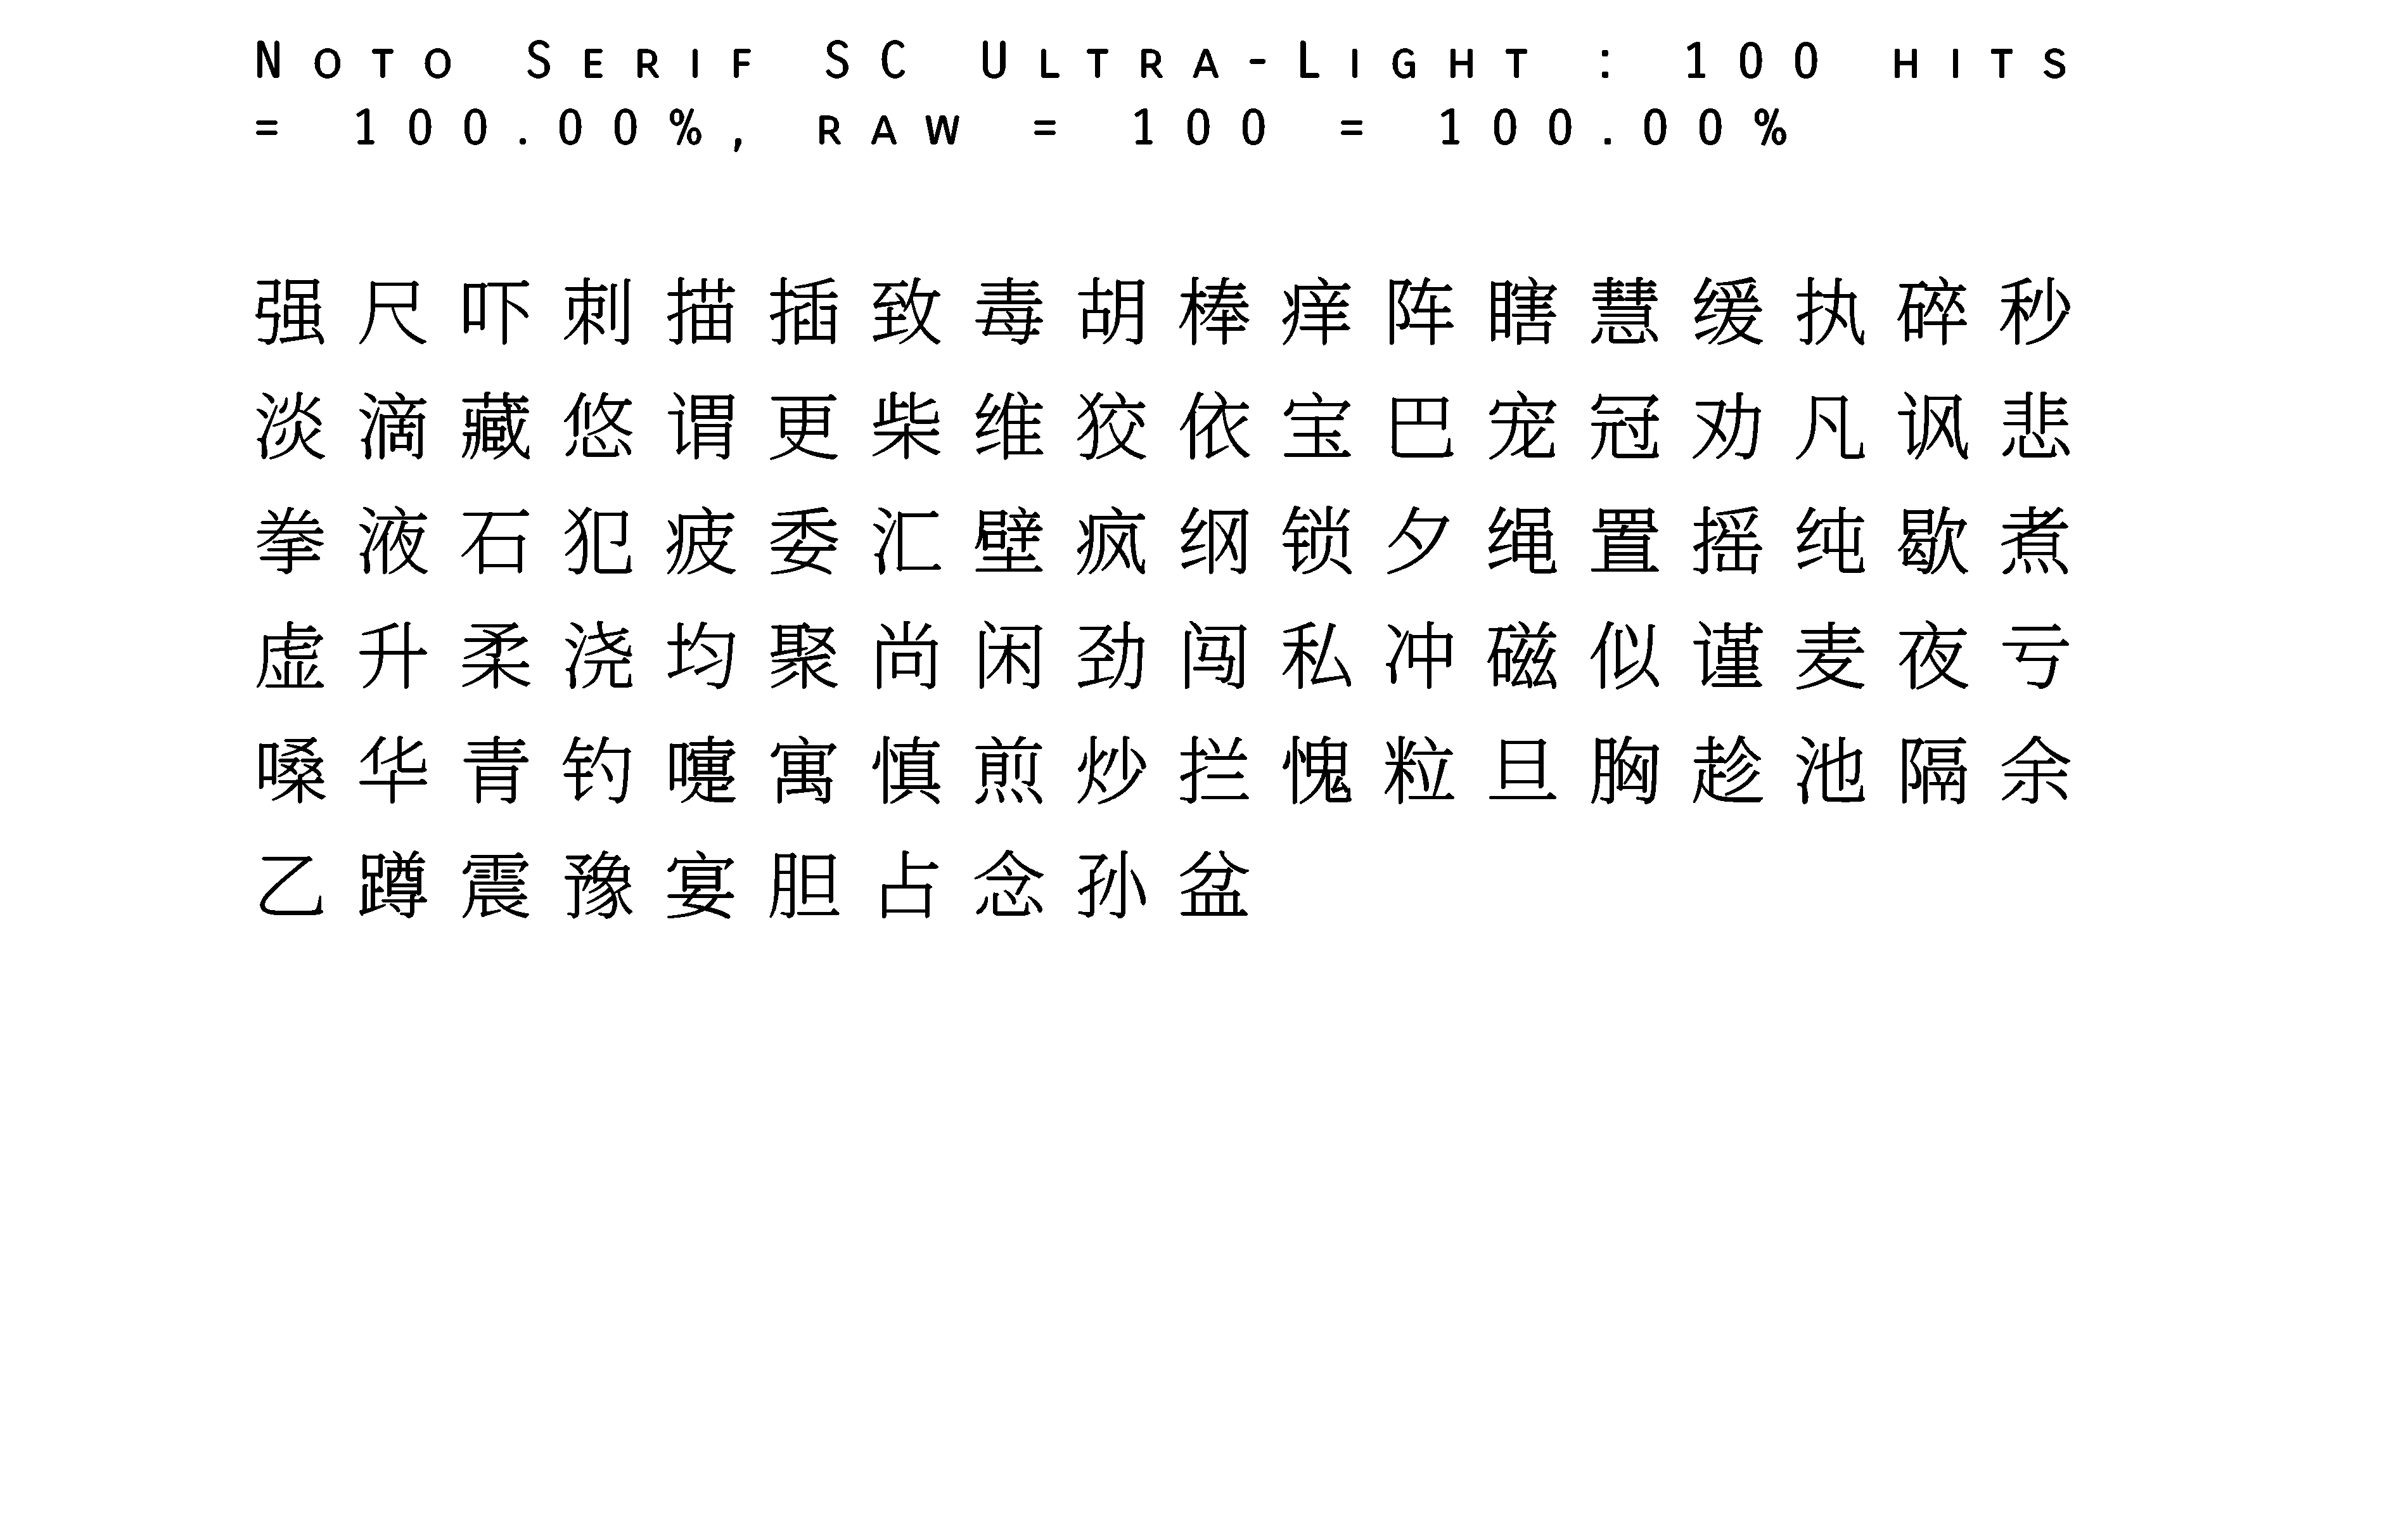 Noto Serif SC Ultra-Light : 100 hits
= 100.00%, raw = 100 = 100.00%
强尺吓刺描插致毒胡棒痒阵瞎慧缓执碎秒
淡滴藏悠谓更柴维狡依宝巴宠冠劝凡讽悲
拳液石犯疲委汇壁疯纲锁夕绳置摇纯歇煮
虚升柔浇均聚尚闲劲闯私冲磁似谨麦夜亏
嗓华青钓嚏寓慎煎炒拦愧粒旦胸趁池隔余
乙蹲震豫宴胆占念孙盆